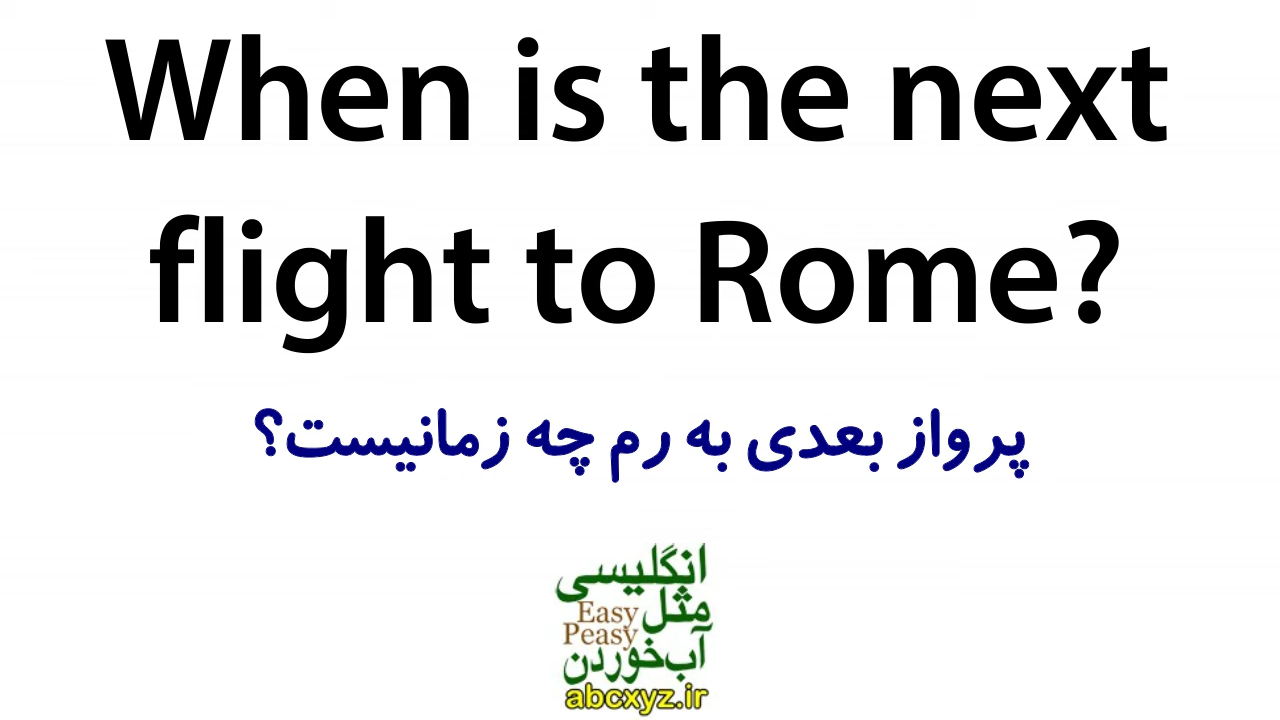 When is the next
flight to Rome?
پرواز بعدی به رم چه زمانیست؟
انگلیسی
مثل
Easy
Peasy
آب‌خوردن
abcxyz.ir